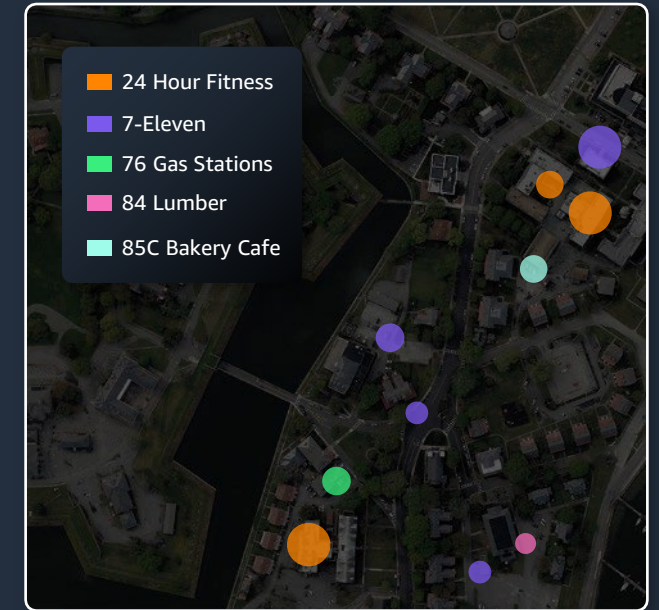 24 Hour Fitness
7-Eleven
76 Gas Stations
84 Lumber
85C Bakery Cafe